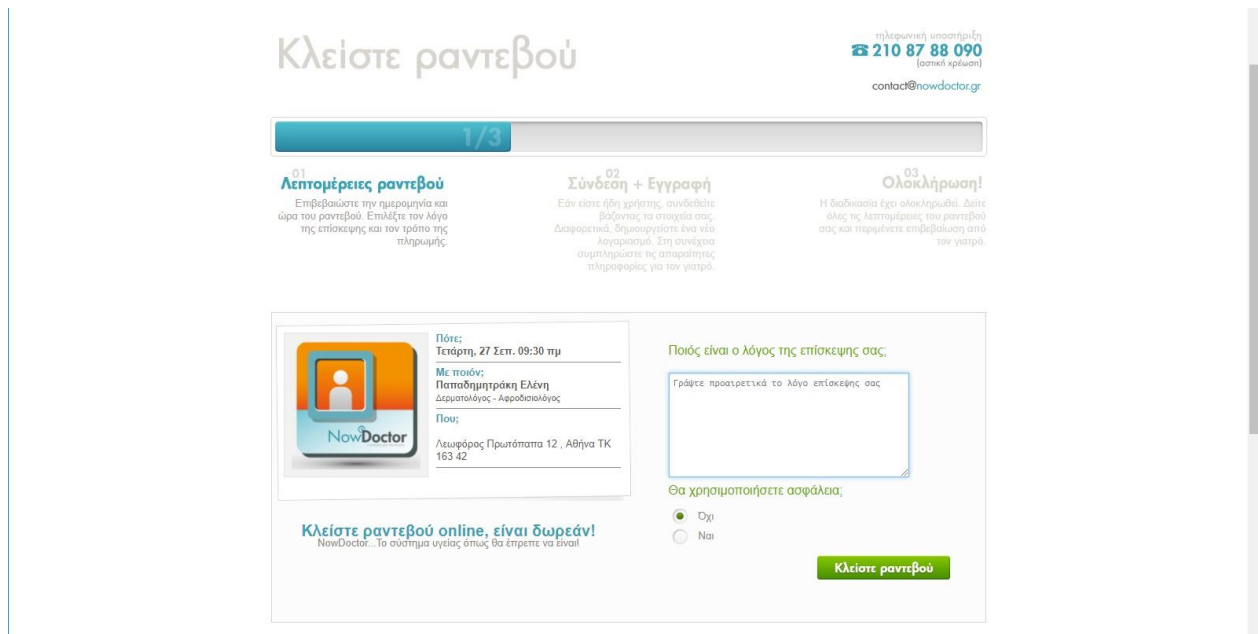 Κλείστε ραντεβού
τηλεφωνική υποστήριξη
210 87 88 090
(αστική χρέωση)
contact@nowdoctor.gr
1/3
01
Λεπτομέρειες ραντεβού
Επιβεβαιώστε την ημερομηνία και
ώρα του ραντεβού. Επιλέξτε τον λόγο
της επίσκεψης και τον τρόπο της
πληρωμής.
02
Σύνδεση + Εγγραφή
Εάν είστε ήδη χρήστης, συνδεθείτε
βάζοντας τα στοιχεία σας.
Διαφορετικά, δημιουργείστε ένα νέο
λογαριασμό. Στη συνέχεια
συμπληρώστε τις απαραίτητες
πληροφορίες για τον γιατρό.
03
Ολοκλήρωση!
Η διαδικασία έχει ολοκληρωθεί. Δείτε
όλες τις λεπτομέρειες του ραντεβού
σας και περιμένετε επιβεβαίωση από
τον γιατρό.
NowDoctor
Πότε;
Τετάρτη, 27 Σεπ. 09:30 πμ
Με ποιόν;
Παπαδημητράκη Ελένη
Δερματολόγος - Αφροδισιολόγος
Που;
Λεωφόρος Πρωτόπαπα 12 , Αθήνα ΤΚ
163 42
Κλείστε ραντεβού online, είναι δωρεάν!
NowDoctor...Το σύστημα υγείας όπως θα έπρεπε να είναι!
Ποιός είναι ο λόγος της επίσκεψης σας;
Γράψτε προαιρετικά το λόγο επίσκεψης σας
Θα χρησιμοποιήσετε ασφάλεια;
Όχι
Ναι
Κλείστε ραντεβού